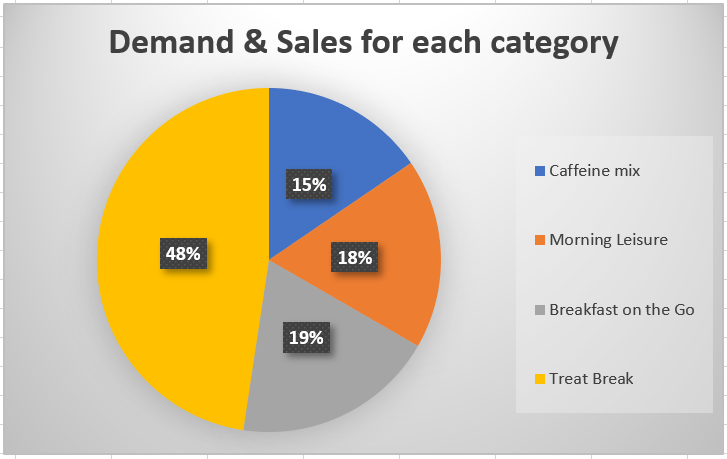 Demand & Sales for each category
15%
18%
19%
48%
Caffeine mix
Morning Leisure
Breakfast on the Go
Treat Break